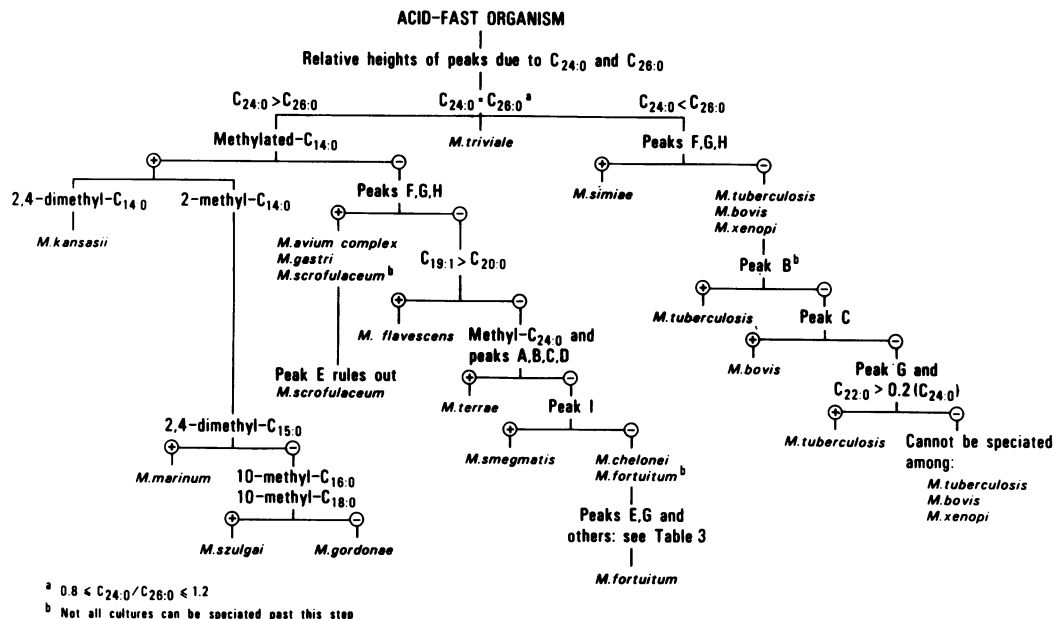 ACID-FAST ORGANISM
Relative heights of peaks due to C24:0 and C26:0
C24:0 > C26:0
C24:0 = C26:0 a
C24:0 < C26:0
Methylated-C14:0
M.triviale
Peaks F,G,H
+
−
+
−
2,4-dimethyl-C14:0
2-methyl-C14:0
Peaks F,G,H
M.simiae
M.tuberculosis
M.bovis
M.xenopi
M.kansasii
+
−
M.avium complex
M.gastri
M.scrofulaceum b
C19:1 > C20:0
Peak B b
+
−
+
−
M. flavescens
Methyl-C24:0 and
peaks A,B,C,D
M.tuberculosis
Peak C
+
−
Peak E rules out
M.scrofulaceum
+
−
M.bovis
Peak G and
C22:0 > 0.2 (C24:0)
M.terrae
Peak I
+
−
+
−
2,4-dimethyl-C15:0
+
−
M.marinum
10-methyl-C16:0
10-methyl-C18:0
M.smegmatis
M.chelonei
M.fortuitum b
M.tuberculosis
Cannot be speciated
among:
M.tuberculosis
M.bovis
M.xenopi
+
−
M.szulgai
M.gordonae
Peaks E,G and
others: see Table 3
M.fortuitum
a 0.8 ≤ C24:0/C26:0 ≤ 1.2
b Not all cultures can be speciated past this step